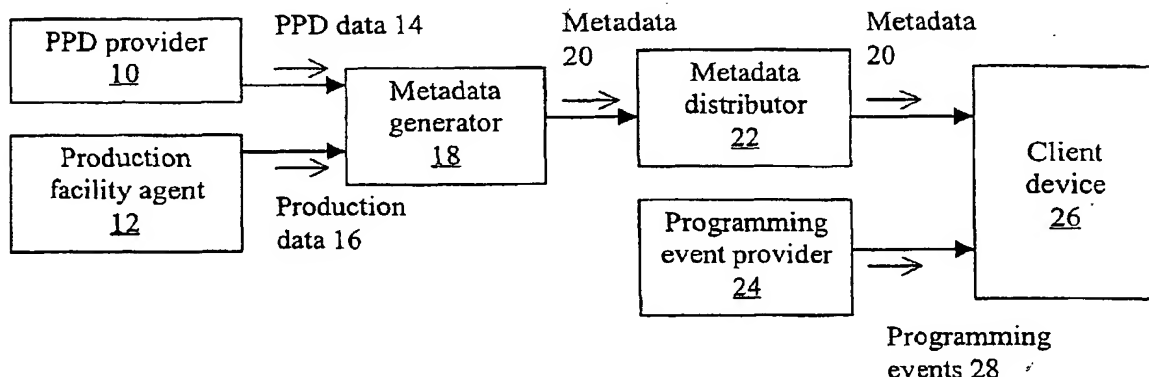 PPD provider
10
PPD data 14
Production
facility agent
12
Production
data 16
Metadata
generator
18
Metadata
20
Metadata
distributor
22
Metadata
20
Programming
event provider
24
Programming
events 28
Client
device
26